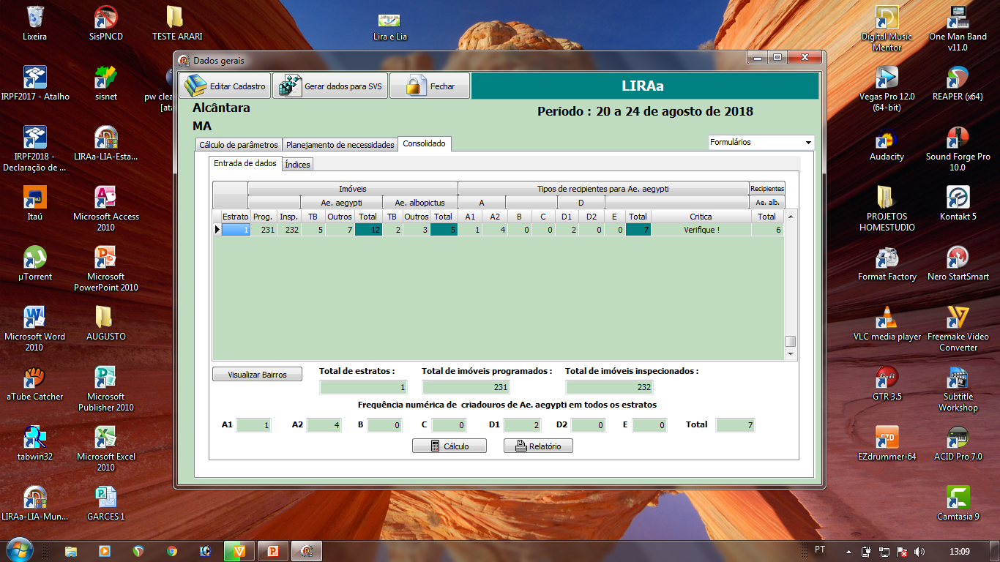 Lixeira
SisPNCD
TESTE ARARI
Lira e Lia
Digital Music
Mentor
One Man Band
v11.0
IRPF2017 - Atalho
sisnet
pw clea
[ata
Vegas Pro 12.0
(64-bit)
REAPER (x64)
IRPF2018 -
Declaração de ...
LIRAa-LIA-Esta...
Audacity
Sound Forge Pro
10.0
Itaú
Microsoft Access
2010
PROJETOS
HOMESTUDIO
Kontakt 5
µTorrent
Microsoft
PowerPoint 2010
Format Factory
Nero StartSmart
Microsoft Word
2010
AUGUSTO
VLC media player
Freemake Video
Converter
aTube Catcher
Microsoft
Publisher 2010
GTR 3.5
Subtitle
Workshop
tabwin32
Microsoft Excel
2010
EZD
EZdrummer-64
ACID Pro 7.0
LIRAa-LIA-Mun...
GARCES 1
Camtasia 9
Dados gerais
Editar Cadastro
Gerar dados para SVS
Fechar
LIRAa
Alcântara
MA
Período : 20 a 24 de agosto de 2018
Cálculo de parâmetros
Planejamento de necessidades
Consolidado
Formulários
Entrada de dados
Índices
Imóveis
Tipos de recipientes para Ae. aegypti
Recipientes
Ae. aegypti
Ae. albopictus
A
D
Ae. alb.
Estrato Prog. Insp. TB Outros Total TB Outros Total A1 A2 B C D1 D2 E Total Critica Total
1 231 232 5 7 12 2 3 5 1 4 0 0 2 0 0 7 Verifique ! 6
Visualizar Bairros
Total de estratos :
Total de imóveis programados :
Total de imóveis inspecionados :
1
231
232
Frequência numérica de criadouros de Ae. aegypti em todos os estratos
A1 1 A2 4 B 0 C 0 D1 2 D2 0 E 0 Total 7
Cálculo
Relatório
PT
13:09